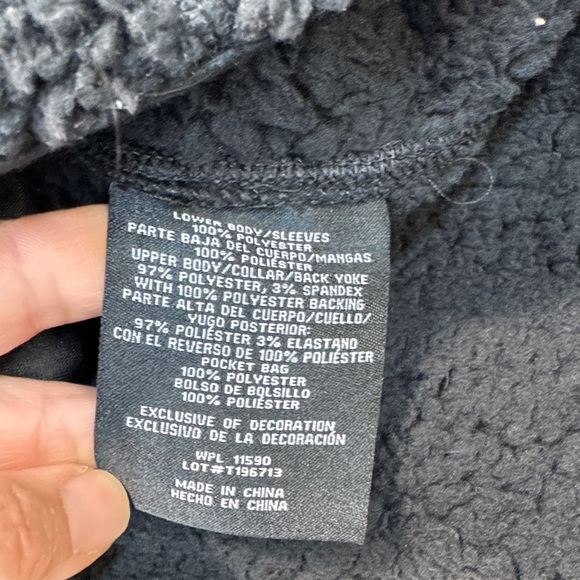 LOWER BODY/SLEEVES
100% POLYESTER
PARTE BAJA DEL CUERPO/MANGAS
100% POLIÉSTER
UPPER BODY/COLLAR/BACK YOKE
97% POLYESTER, 3% SPANDEX
WITH 100% POLYESTER BACKING
PARTE ALTA DEL CUERPO/CUELLO/
YUGO POSTERIOR:
97% POLIÉSTER 3% ELASTANO
CON EL REVERSO DE 100% POLIÉSTER
POCKET BAG
100% POLYESTER
BOLSO DE BOLSILLO
100% POLIÉSTER
EXCLUSIVE OF DECORATION
EXCLUSIVO DE LA DECORACIÓN
WPL 11590
LOT#T196713
MADE IN CHINA
HECHO EN CHINA